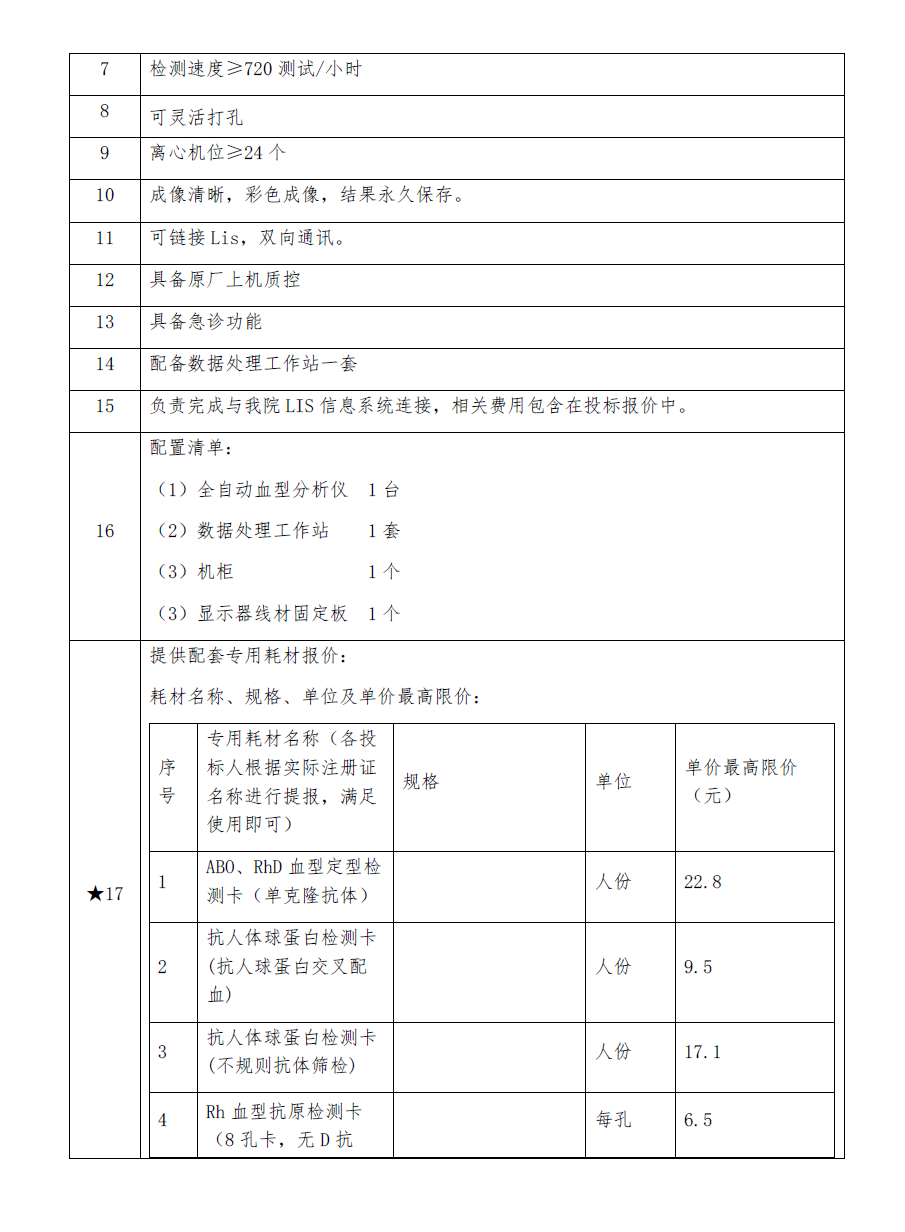 7 检测速度≥720 测试/小时
8 可灵活打孔
9 离心机位≥24 个
10 成像清晰，彩色成像，结果永久保存。
11 可链接 Lis，双向通讯。
12 具备原厂上机质控
13 具备急诊功能
14 配备数据处理工作站一套
15 负责完成与我院 LIS 信息系统连接，相关费用包含在投标报价中。
16
配置清单：
（1）全自动血型分析仪 1 台
（2）数据处理工作站 1 套
（3）机柜 1 个
（3）显示器线材固定板 1 个
★17
提供配套专用耗材报价：
耗材名称、规格、单位及单价最高限价：
序
号
专用耗材名称（各投
标人根据实际注册证
名称进行提报，满足
使用即可）
规格
单位
单价最高限价
（元）
1
ABO、RhD 血型定型检
测卡（单克隆抗体）
人份
22.8
2
抗人体球蛋白检测卡
(抗人球蛋白交叉配
血)
人份
9.5
3
抗人体球蛋白检测卡
(不规则抗体筛检)
人份
17.1
4
Rh 血型抗原检测卡
（8 孔卡，无 D 抗
每孔
6.5